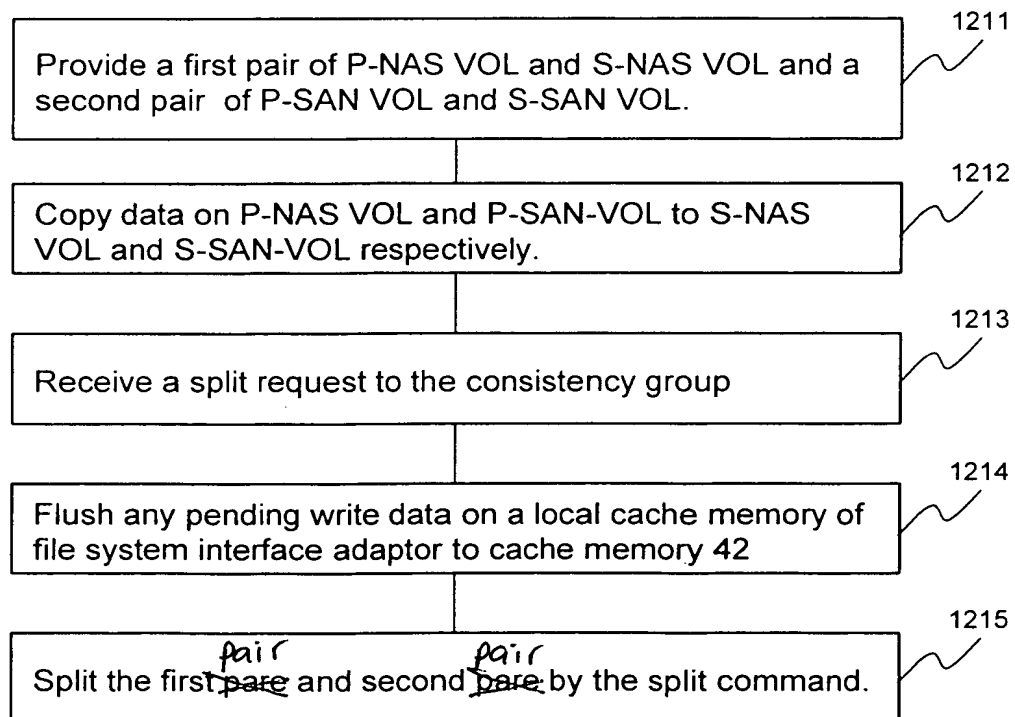 1211
Provide a first pair of P-NAS VOL and S-NAS VOL and a
second pair of P-SAN VOL and S-SAN VOL.
1212
Copy data on P-NAS VOL and P-SAN-VOL to S-NAS
VOL and S-SAN-VOL respectively.
1213
Receive a split request to the consistency group
1214
Flush any pending write data on a local cache memory of
file system interface adaptor to cache memory 42
1215
pair pair
Split the first pare and second pare by the split command.